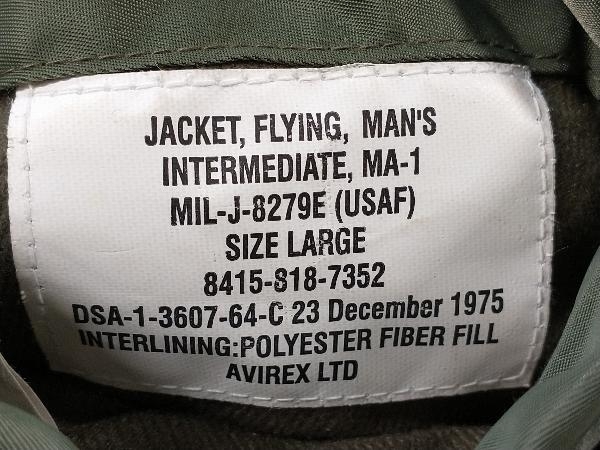 JACKET, FLYING, MAN'S
INTERMEDIATE, MA-1
MIL-J-8279E (USAF)
SIZE LARGE
8415-818-7352
DSA-1-3607-64-C 23 December 1975
INTERLINING:POLYESTER FIBER FILL
AVIREX LTD